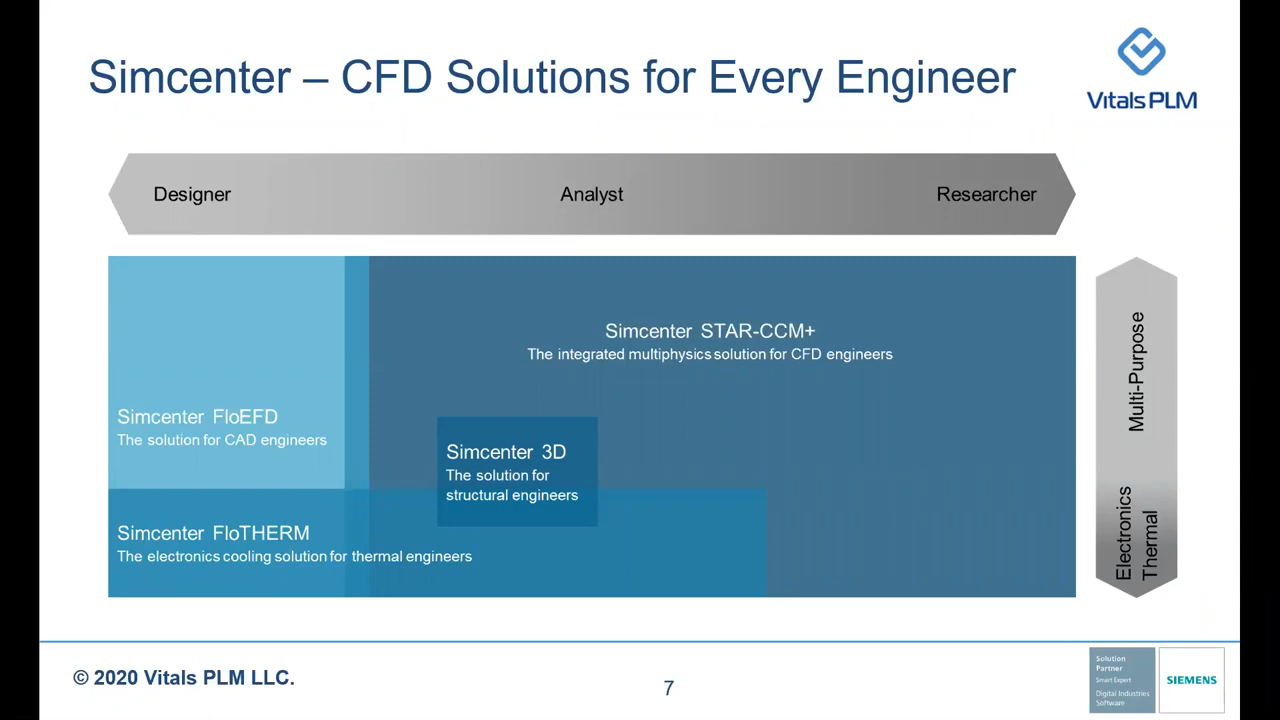 Simcenter – CFD Solutions for Every Engineer
Vitals PLM
Designer
Analyst
Researcher
Simcenter STAR-CCM+
The integrated multiphysics solution for CFD engineers
Simcenter FloEFD
The solution for CAD engineers
Simcenter 3D
The solution for
structural engineers
Simcenter FloTHERM
The electronics cooling solution for thermal engineers
Multi-Purpose
Electronics
Thermal
© 2020 Vitals PLM LLC.
7
Solution
Partner
Smart Expert
Digital Industries
Software
SIEMENS